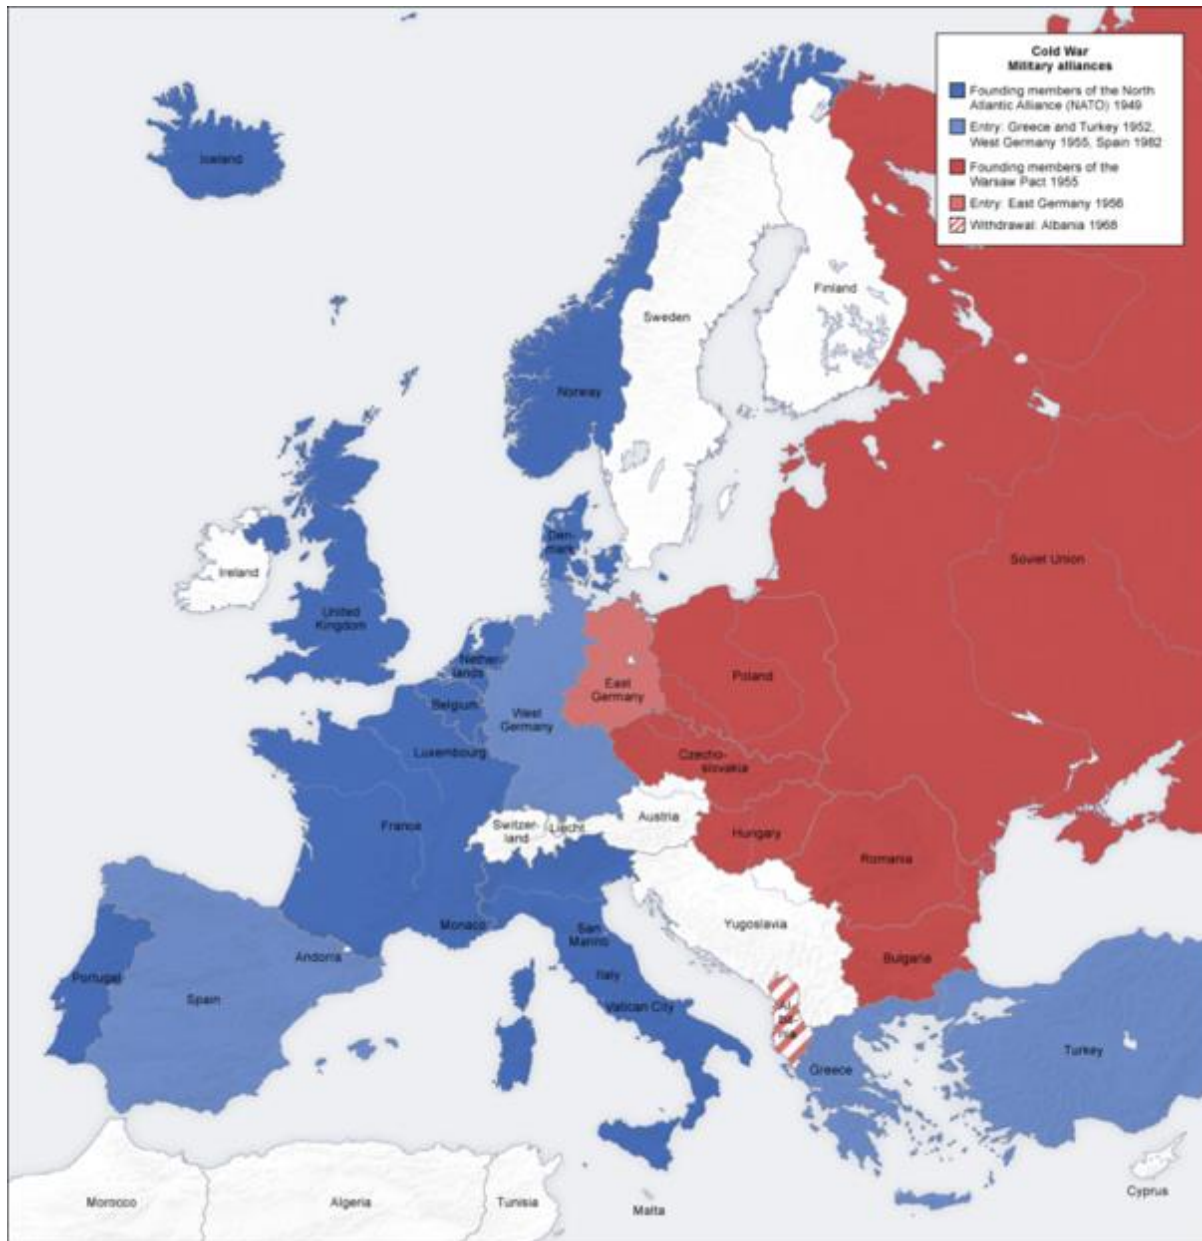 Cold War
Military alliances
Founding members of the North
Atlantic Alliance (NATO) 1949
Entry: Greece and Turkey 1952,
West Germany 1955, Spain 1982
Founding members of the
Warsaw Pact 1955
Entry: East Germany 1956
Withdrawal: Albania 1968
Iceland
Finland
Sweden
Norway
Den-
mark
Soviet Union
Ireland
United
Kingdom
Nether-
lands
Belgium
Luxembourg
West
Germany
East
Germany
Poland
Czecho-
slovakia
France
Switzer-
land
Liecht
Austria
Hungary
Romania
Monaco
San
Marino
Yugoslavia
Andorra
Portugal
Spain
Italy
Vatican City
Bulgaria
Al-
ba-
nia
Greece
Turkey
Morocco
Algeria
Tunisia
Malta
Cyprus